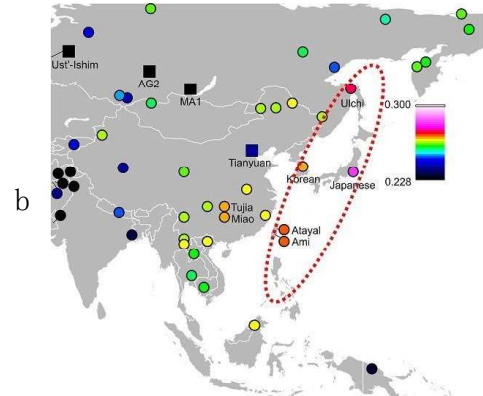 Ust'-Ishim
AG2
MA1
Ulchi
0.300
Tianyuan
Korean
Japanese
0.228
b
Tujia
Miao
Atayal
Ami